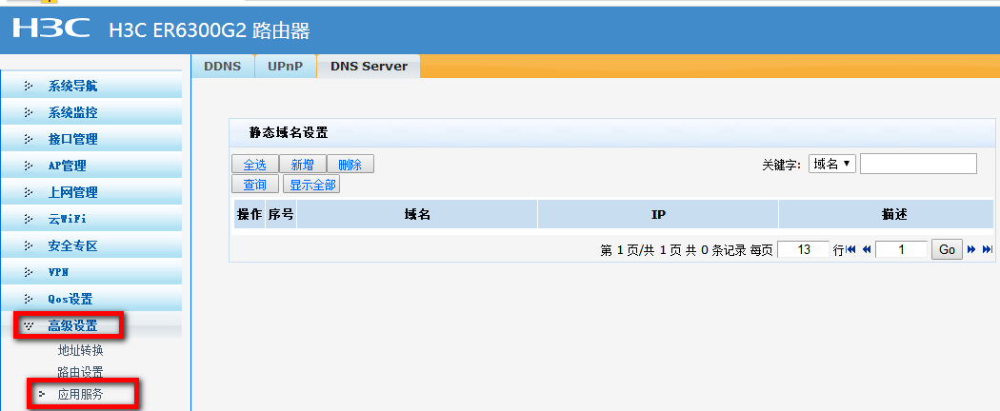 H3C H3C ER6300G2 路由器
DDNS UPnP DNS Server
系统导航
系统监控
接口管理
AP管理
上网管理
云WiFi
安全专区
VPN
Qos设置
高级设置
地址转换
路由设置
应用服务
静态域名设置
全选 新增 删除 关键字: 域名
查询 显示全部
操作 序号 域名 IP 描述
第 1 页/共 1 页 共 0 条记录 每页 13 行 1 Go